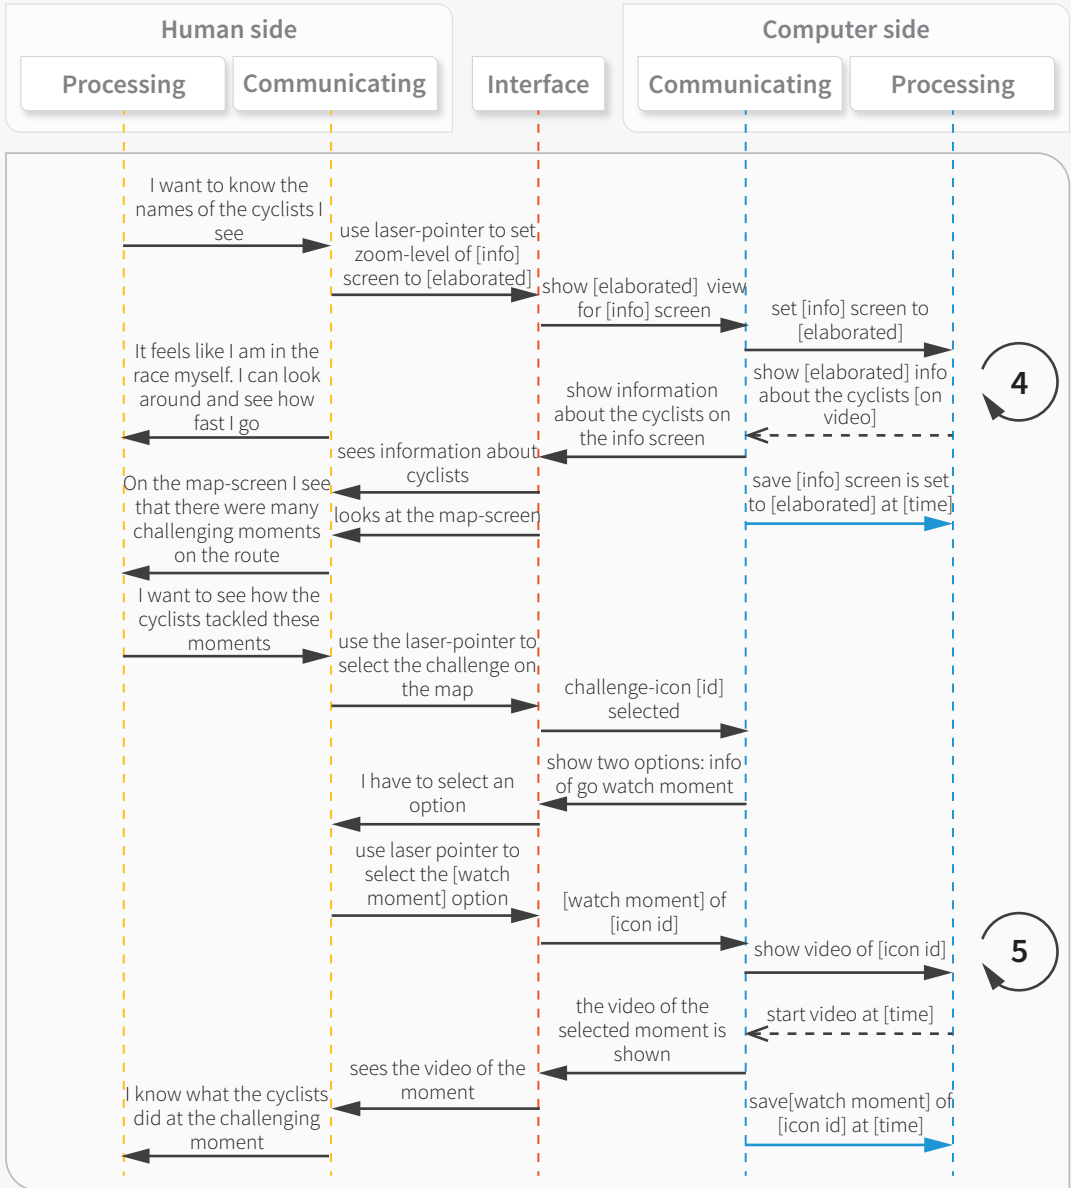 Human side
Computer side
Processing
Communicating
Interface
Communicating
Processing
I want to know the
names of the cyclists I
see
use laser-pointer to set
zoom-level of [info]
screen to [elaborated]
show [elaborated]  view
for [info] screen
set [info] screen to
[elaborated]
4
show [elaborated] info
about the cyclists [on
video]
It feels like I am in the
race myself. I can look
around and see how
fast I go
show information
about the cyclists on
the info screen
sees information about
cyclists
save [info] screen is set
to [elaborated] at [time]
looks at the map-screen
On the map-screen I see
that there were many
challenging moments
on the route
I want to see how the
cyclists tackled these
moments
use the laser-pointer to
select the challenge on
the map
challenge-icon [id]
selected
show two options: info
of go watch moment
I have to select an
option
use laser pointer to
select the [watch
moment] option
[watch moment] of
[icon id]
show video of [icon id]
5
start video at [time]
the video of the
selected moment is
shown
sees the video of the
moment
save[watch moment] of
[icon id] at [time]
I know what the cyclists
did at the challenging
moment